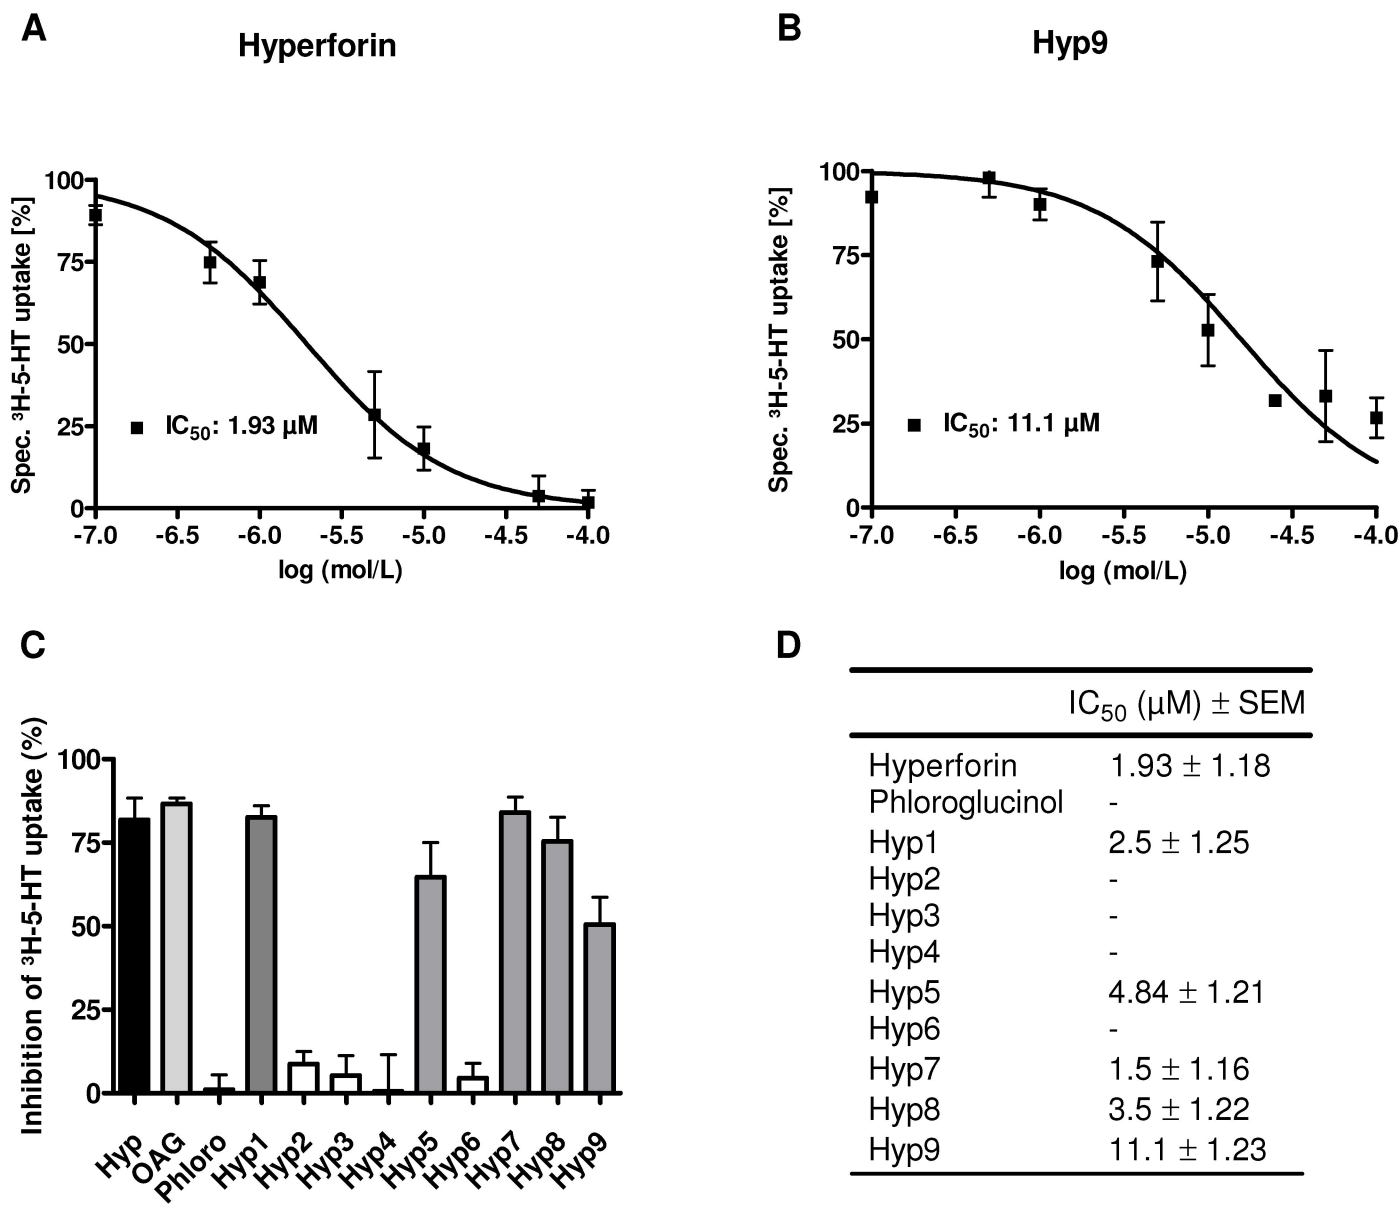 A
Hyperforin
Spec. ³H-5-HT uptake [%]
100
75
50
25
0
IC₅₀: 1.93 µM
-7.0 -6.5 -6.0 -5.5 -5.0 -4.5 -4.0
log (mol/L)
B
Hyp9
Spec. ³H-5-HT uptake [%]
100
75
50
25
0
IC₅₀: 11.1 µM
-7.0 -6.5 -6.0 -5.5 -5.0 -4.5 -4.0
log (mol/L)
C
Inhibition of ³H-5-HT uptake (%)
100
75
50
25
0
Hyp OAG Phloro Hyp1 Hyp2 Hyp3 Hyp4 Hyp5 Hyp6 Hyp7 Hyp8 Hyp9
D
IC₅₀ (µM) ± SEM
Hyperforin 1.93 ± 1.18
Phloroglucinol -
Hyp1 2.5 ± 1.25
Hyp2 -
Hyp3 -
Hyp4 -
Hyp5 4.84 ± 1.21
Hyp6 -
Hyp7 1.5 ± 1.16
Hyp8 3.5 ± 1.22
Hyp9 11.1 ± 1.23